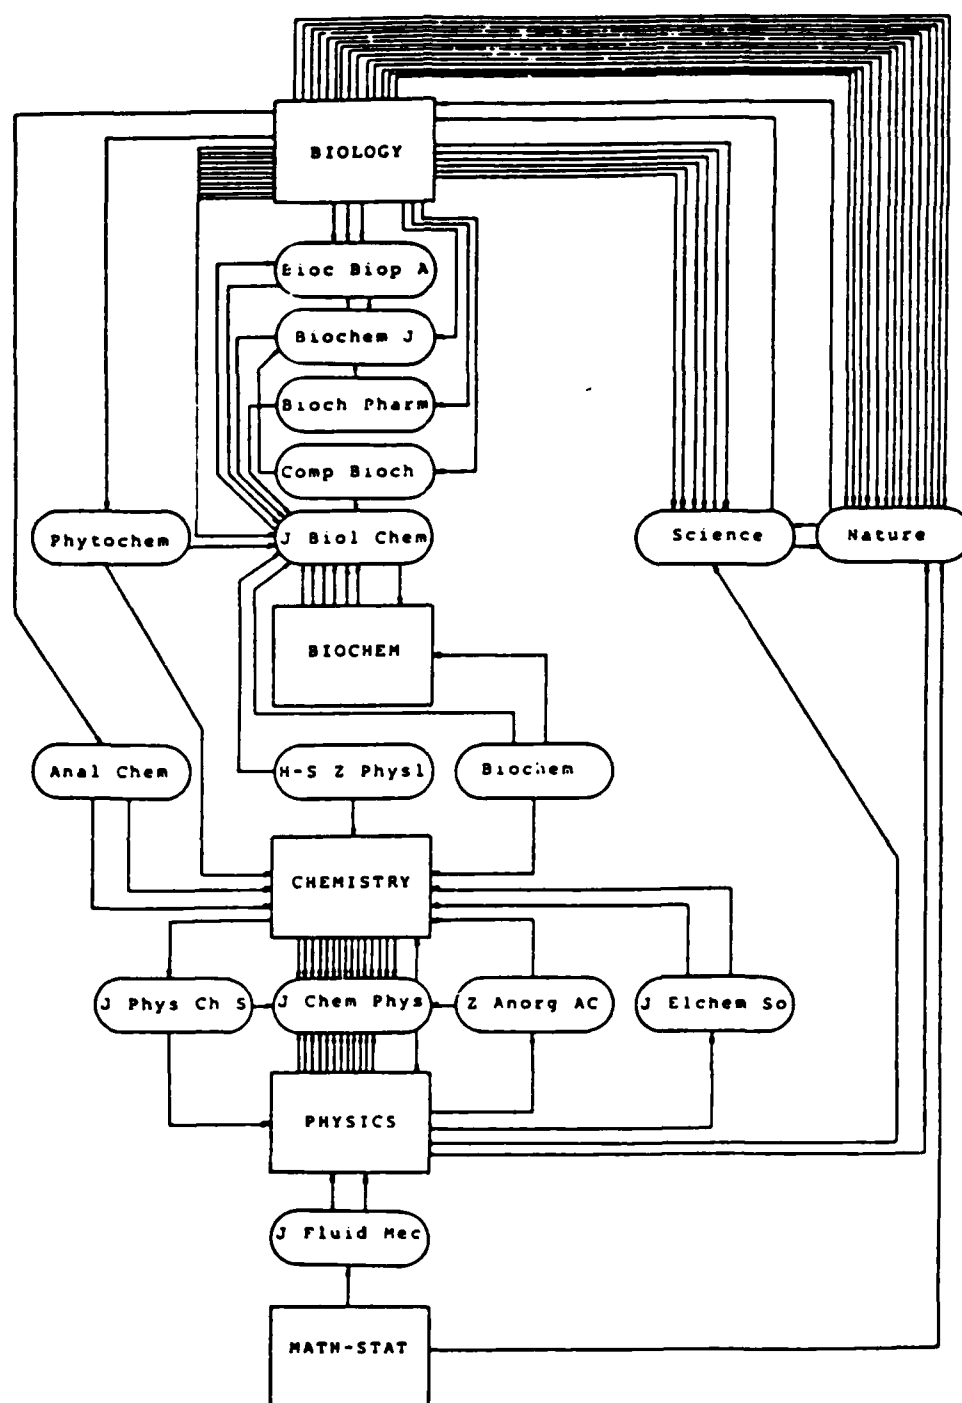 BIOLOGY
Bioc Biop A
Biochem J
Bioch Pharm
Comp Bioch
Phytochem
J Biol Chem
Science
Nature
BIOCHEM
Anal Chem
H-S Z Physl
Biochem
CHEMISTRY
J Phys Ch S
J Chem Phys
Z Anorg AC
J Elchem So
PHYSICS
J Fluid Mec
MATH-STAT